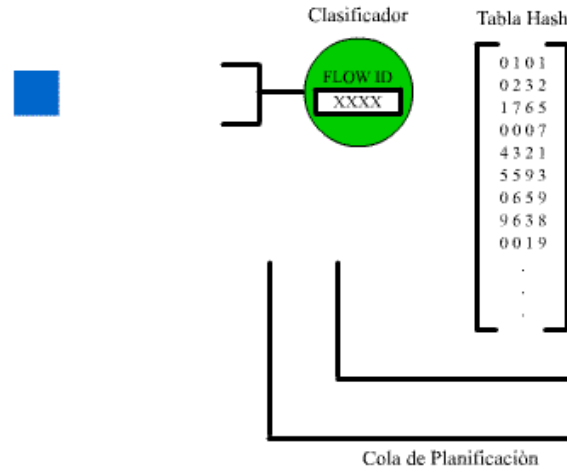 Clasificador
Tabla Hash
FLOW ID
XXXX
0 1 0 1
0 2 3 2
1 7 6 5
0 0 0 7
4 3 2 1
5 5 9 3
0 6 5 9
9 6 3 8
0 0 1 9
.
.
.
Cola de Planificaciòn